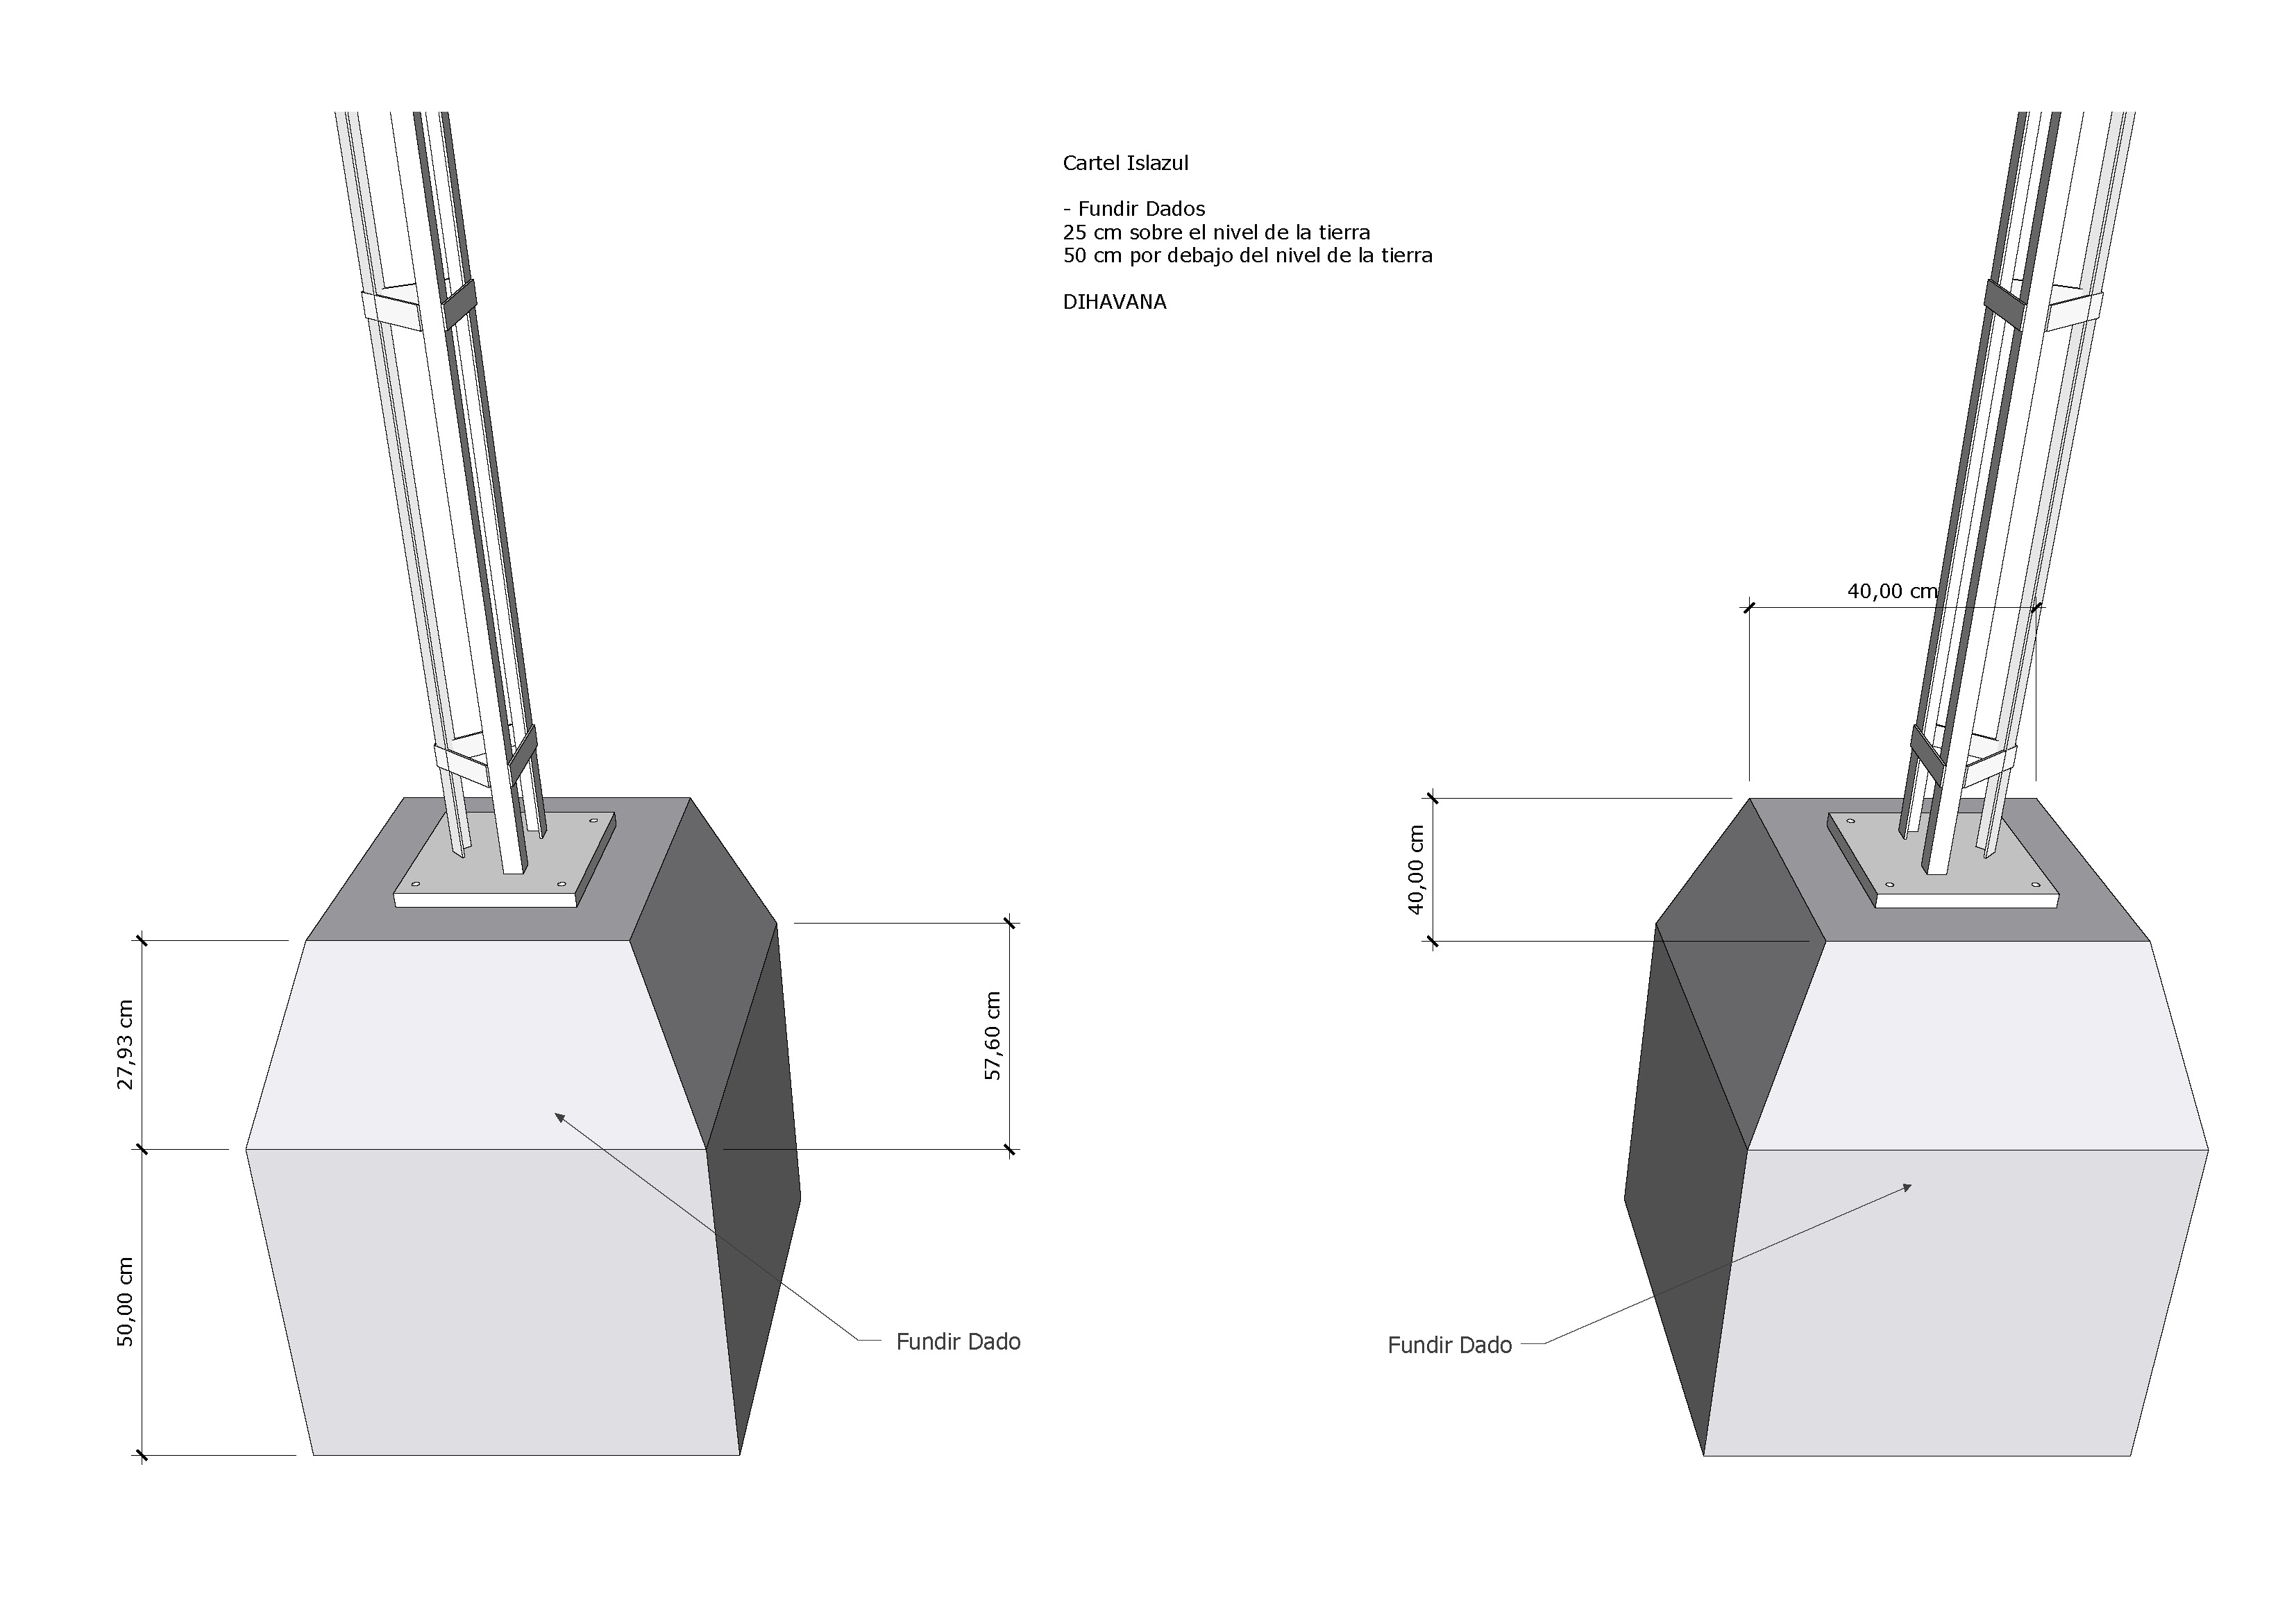 Cartel Islazul
- Fundir Dados
25 cm sobre el nivel de la tierra
50 cm por debajo del nivel de la tierra
DIHAVANA
40,00 cm
40,00 cm
27,93 cm
57,60 cm
50,00 cm
Fundir Dado
Fundir Dado